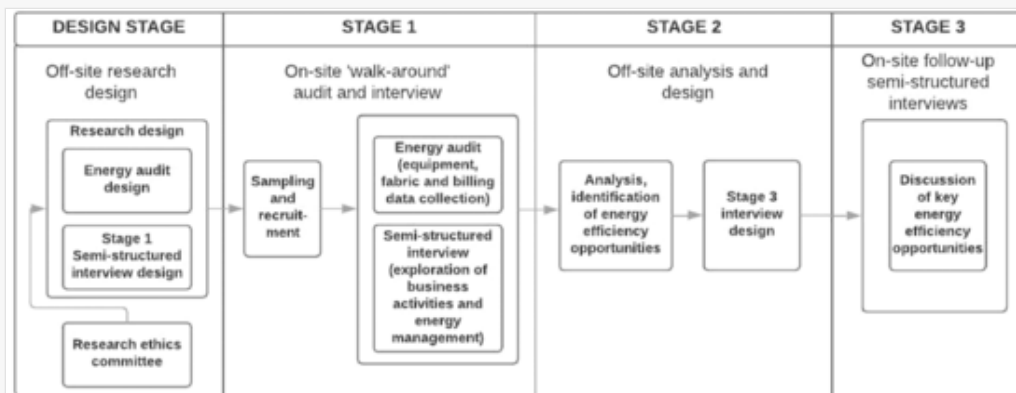 DESIGN STAGE
STAGE 1
STAGE 2
STAGE 3
Off-site research
design
On-site 'walk-around'
audit and interview
Off-site analysis and
design
On-site follow-up
semi-structured
interviews
Research design
Energy audit
design
Stage 1
Semi-structured
interview design
Research ethics
committee
Sampling
and
recruit-
ment
Energy audit
(equipment,
fabric and billing
data collection)
Semi-structured
interview
(exploration of
business
activities and
energy
management)
Analysis,
identification
of energy
efficiency
opportunities
Stage 3
interview
design
Discussion
of key
energy
efficiency
opportunities